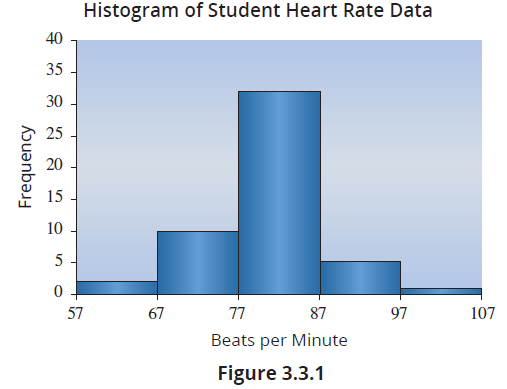 Histogram of Student Heart Rate Data
40
35
30
25
20
15
10
5
0
Frequency
57 67 77 87 97 107
Beats per Minute
Figure 3.3.1